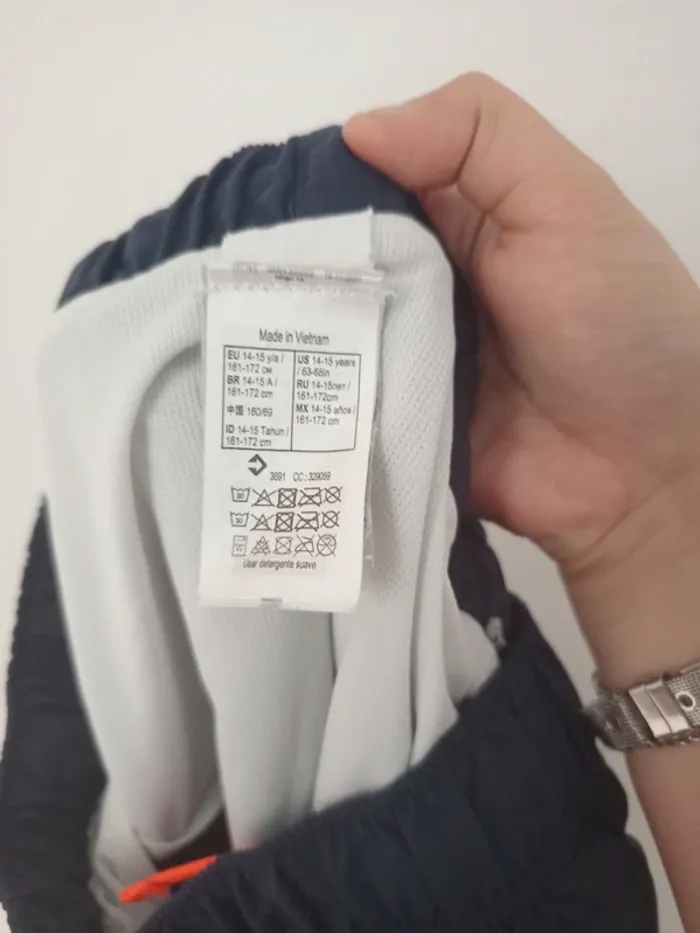 Made in Vietnam
EU 14-15 y/a /
161-172 см
BR 14-15 A /
161-172 cm
中国 160/69
ID 14-15 Tahun /
161-172 cm
US 14-15 years
/ 63-68in
RU 14-15лет /
161-172cm
MX 14-15 años /
161-172 cm
3691 CC : 329059
30
30
Usar detergente suave